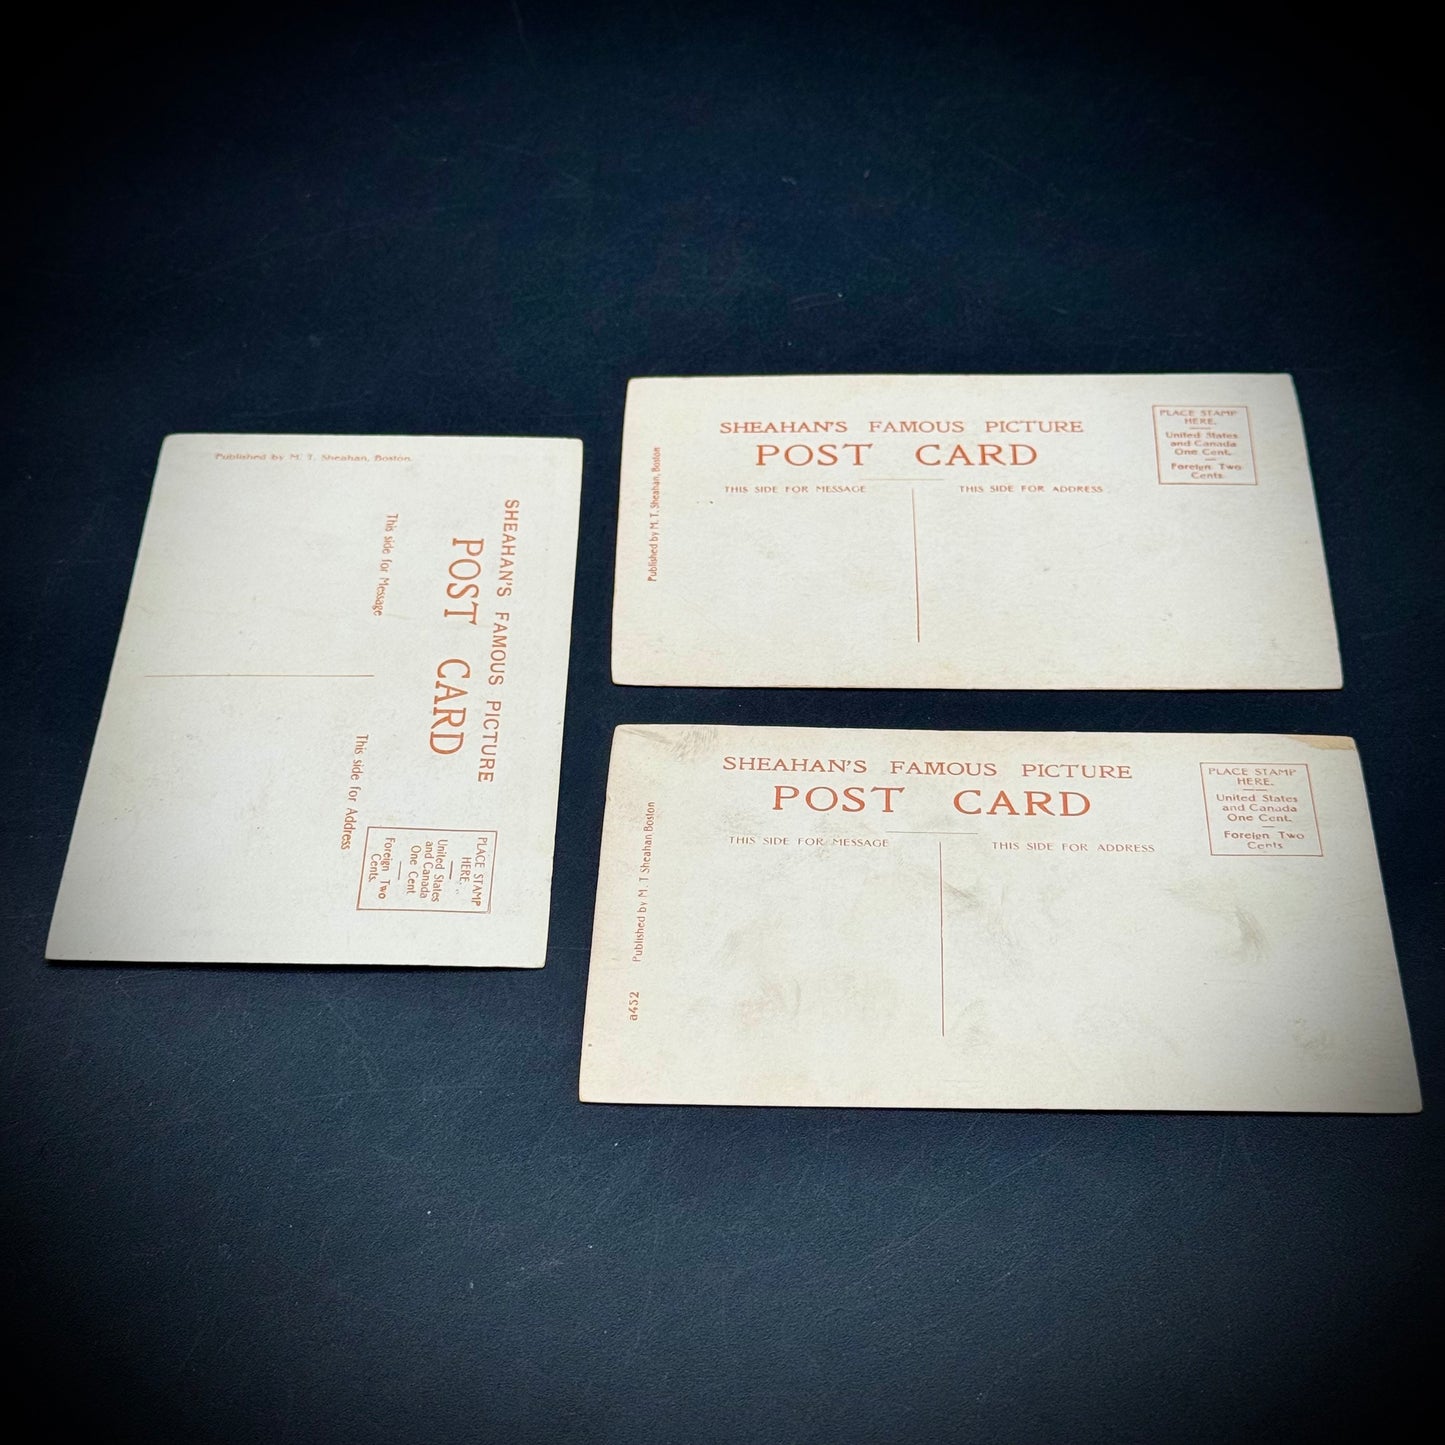 Published by M. T. Sheahan, Boston.
SHEAHAN'S FAMOUS PICTURE
POST CARD
This side for Message
This side for Address
PLACE STAMP
HERE.
United States
and Canada
One Cent
Foreign Two
Cents.
SHEAHAN'S FAMOUS PICTURE
POST CARD
THIS SIDE FOR MESSAGE
THIS SIDE FOR ADDRESS
PLACE STAMP
HERE.
United States
and Canada
One Cent.
Foreign Two
Cents.
Published by M. T. Sheahan, Boston
SHEAHAN'S FAMOUS PICTURE
POST CARD
THIS SIDE FOR MESSAGE
THIS SIDE FOR ADDRESS
PLACE STAMP
HERE.
United States
and Canada
One Cent.
Foreign Two
Cents
a452 Published by M. T Sheahan Boston